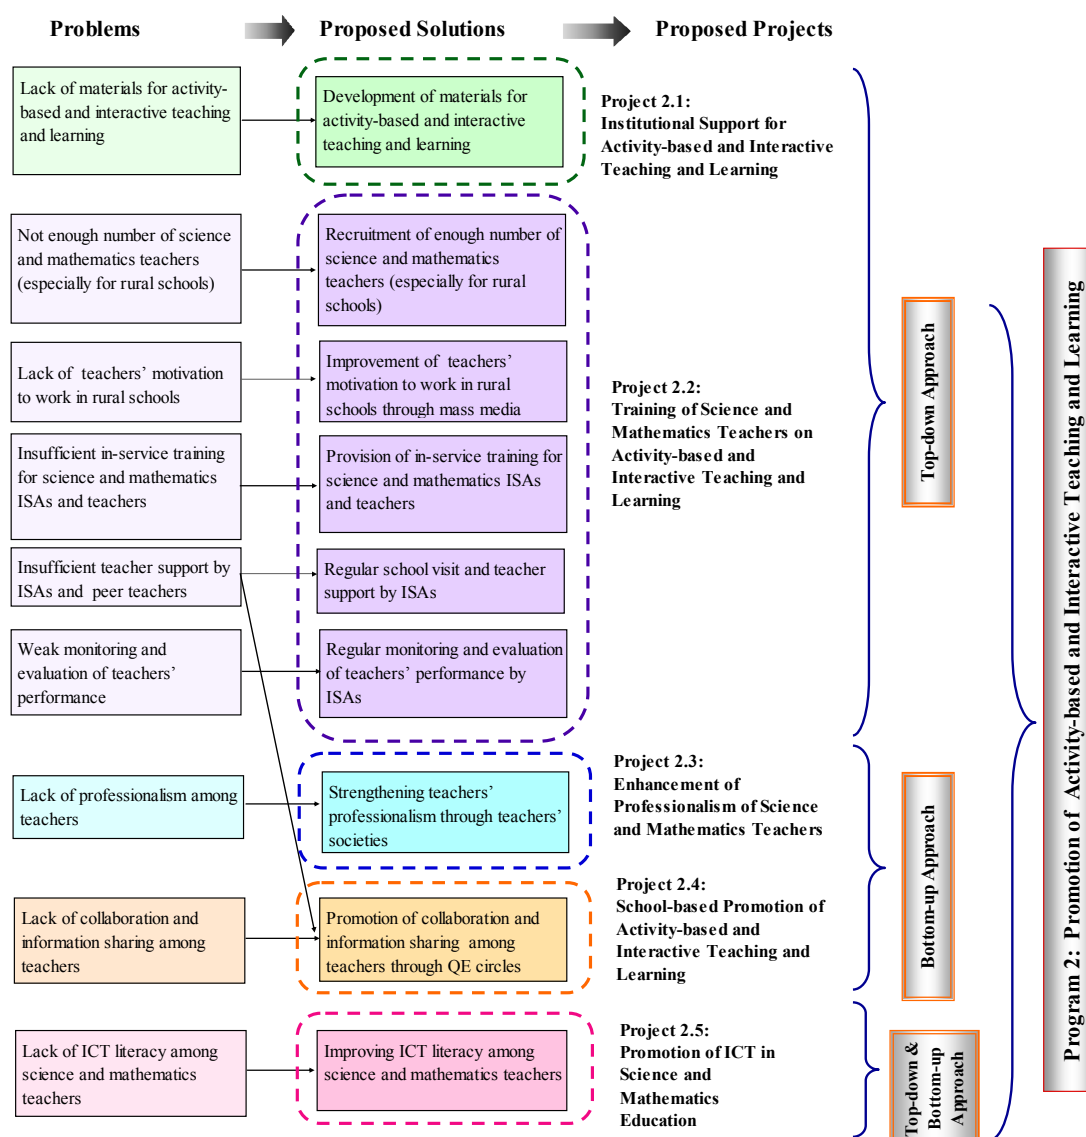 Problems
Proposed Solutions
Proposed Projects
Lack of materials for activity-
based and interactive teaching
and learning
Development of materials for
activity-based and interactive
teaching and learning
Project 2.1:
Institutional Support for
Activity-based and Interactive
Teaching and Learning
Not enough number of science
and mathematics teachers
(especially for rural schools)
Recruitment of enough number of
science and mathematics
teachers (especially for rural
schools)
Lack of teachers' motivation
to work in rural schools
Improvement of teachers'
motivation to work in rural
schools through mass media
Insufficient in-service training
for science and mathematics
ISAs and teachers
Provision of in-service training for
science and mathematics ISAs
and teachers
Insufficient teacher support by
ISAs and peer teachers
Regular school visit and teacher
support by ISAs
Weak monitoring and
evaluation of teachers'
performance
Regular monitoring and evaluation
of teachers' performance by
ISAs
Project 2.2:
Training of Science and
Mathematics Teachers on
Activity-based and
Interactive Teaching and
Learning
Lack of professionalism among
teachers
Strengthening teachers'
professionalism through teachers'
societies
Project 2.3:
Enhancement of
Professionalism of Science
and Mathematics Teachers
Lack of collaboration and
information sharing among
teachers
Promotion of collaboration and
information sharing among
teachers through QE circles
Project 2.4:
School-based Promotion of
Activity-based and
Interactive Teaching and
Learning
Lack of ICT literacy among
science and mathematics
teachers
Improving ICT literacy among
science and mathematics teachers
Project 2.5:
Promotion of ICT in
Science and
Mathematics
Education
Top-down Approach
Bottom-up Approach
Top-down &
Bottom-up
Approach
Program 2: Promotion of Activity-based and Interactive Teaching and Learning